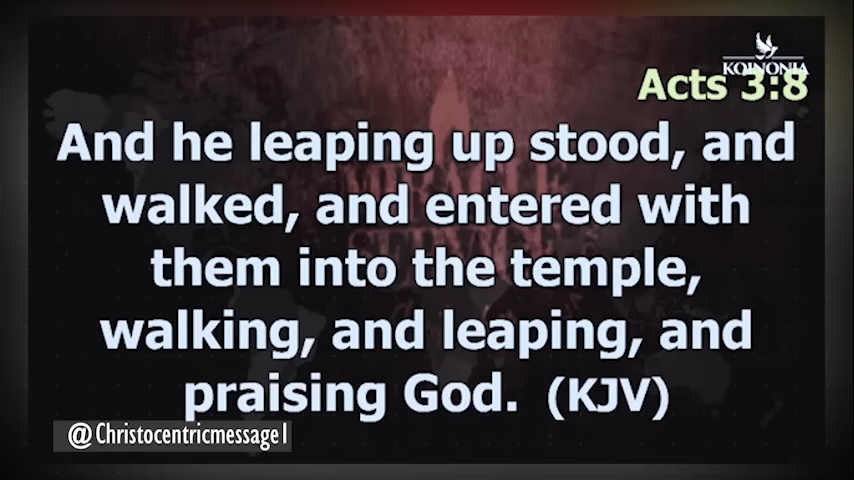 KOINONIA
Acts 3:8
And he leaping up stood, and
walked, and entered with
them into the temple,
walking, and leaping, and
praising God. (KJV)
@Christocentricmessage1